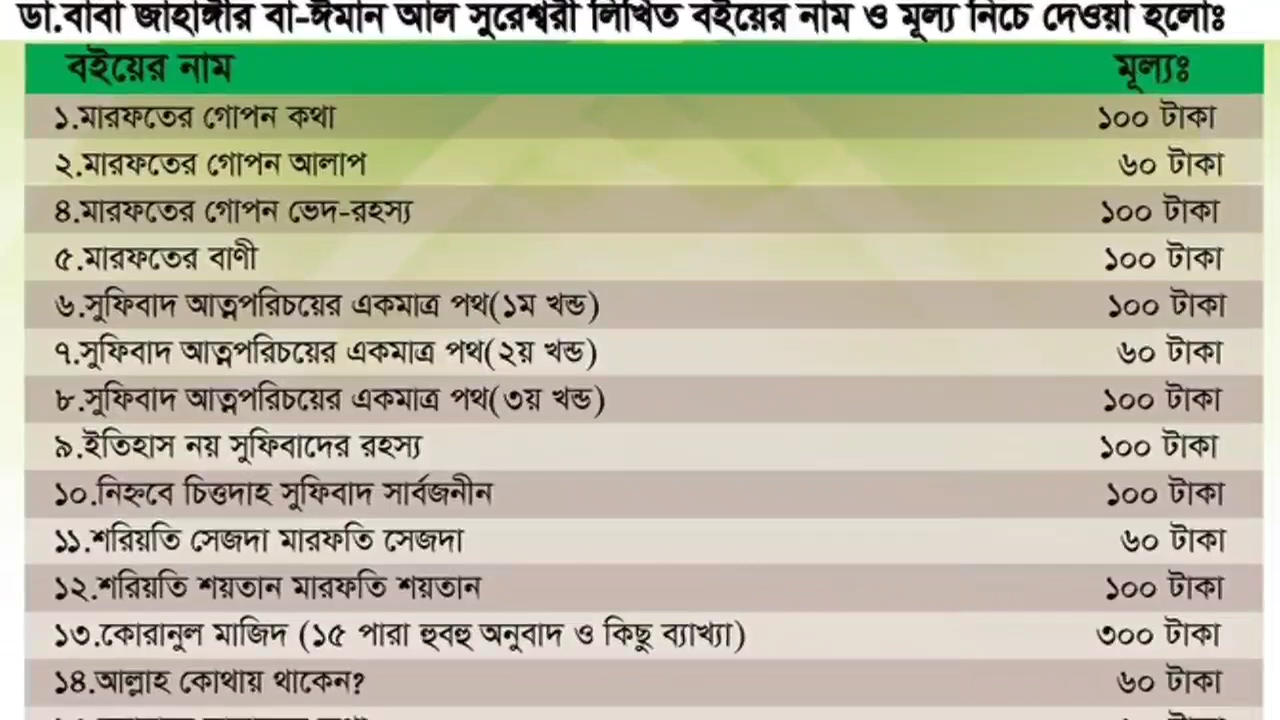 ডা.বাবা জাহাঙ্গীর বা-ঈমান আল সুরেশ্বরী লিখিত বইয়ের নাম ও মূল্য নিচে দেওয়া হলোঃ
বইয়ের নাম মূল্যঃ
১.মারফতের গোপন কথা ১০০ টাকা
২.মারফতের গোপন আলাপ ৬০ টাকা
৪.মারফতের গোপন ভেদ-রহস্য ১০০ টাকা
৫.মারফতের বাণী ১০০ টাকা
৬.সুফিবাদ আত্নপরিচয়ের একমাত্র পথ(১ম খন্ড) ১০০ টাকা
৭.সুফিবাদ আত্নপরিচয়ের একমাত্র পথ(২য় খন্ড) ৬০ টাকা
৮.সুফিবাদ আত্নপরিচয়ের একমাত্র পথ(৩য় খন্ড) ১০০ টাকা
৯.ইতিহাস নয় সুফিবাদের রহস্য ১০০ টাকা
১০.নিহ্নবে চিত্তদাহ সুফিবাদ সার্বজনীন ১০০ টাকা
১১.শরিয়তি সেজদা মারফতি সেজদা ৬০ টাকা
১২.শরিয়তি শয়তান মারফতি শয়তান ১০০ টাকা
১৩.কোরানুল মাজিদ (১৫ পারা হুবহু অনুবাদ ও কিছু ব্যাখ্যা) ৩০০ টাকা
১৪.আল্লাহ কোথায় থাকেন? ৬০ টাকা